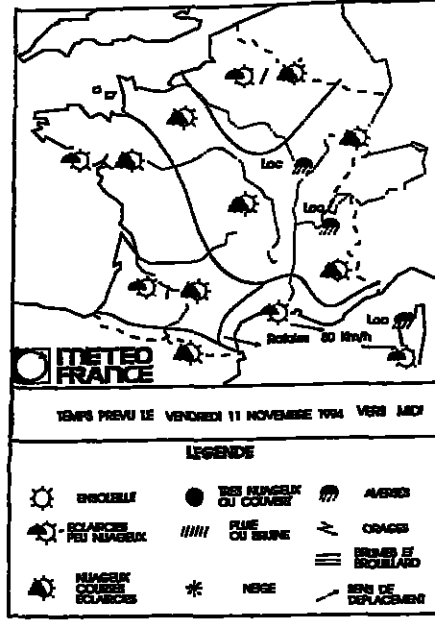 Loc
Loc
Loc
Rafales 80 Km/h
METEO
FRANCE
TEMPS PREVU LE VENDREDI 11 NOVEMBRE 1994 VERS MIDI
LEGENDE
ENSOLEILLE
TRES NUAGEUX
OU COUVERT
AVERSES
ECLAIRCIES
PEU NUAGEUX
PLUIE
OU BRUINE
ORAGES
BRUMES ET
BROUILLARD
NUAGEUX
COURTES
ECLAIRCIES
NEIGE
SENS DE
DEPLACEMENT